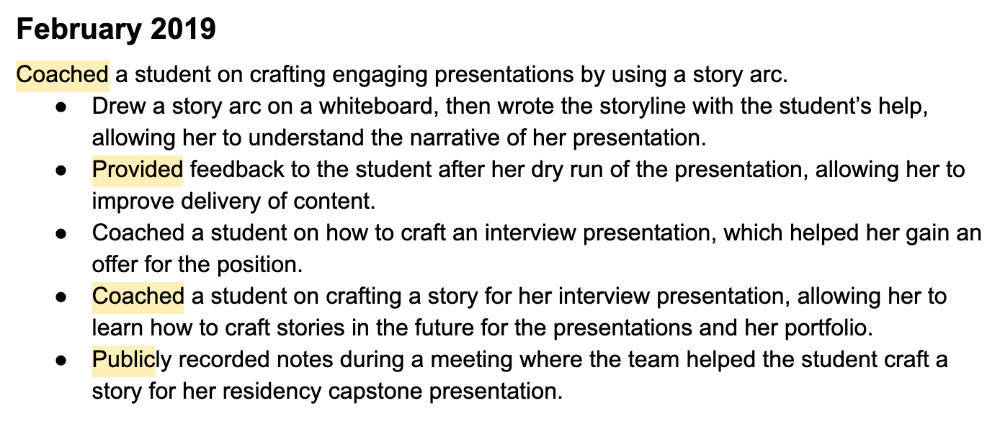 February 2019
Coached a student on crafting engaging presentations by using a story arc.
● Drew a story arc on a whiteboard, then wrote the storyline with the student’s help,
allowing her to understand the narrative of her presentation.
● Provided feedback to the student after her dry run of the presentation, allowing her to
improve delivery of content.
● Coached a student on how to craft an interview presentation, which helped her gain an
offer for the position.
● Coached a student on crafting a story for her interview presentation, allowing her to
learn how to craft stories in the future for the presentations and her portfolio.
● Publicly recorded notes during a meeting where the team helped the student craft a
story for her residency capstone presentation.